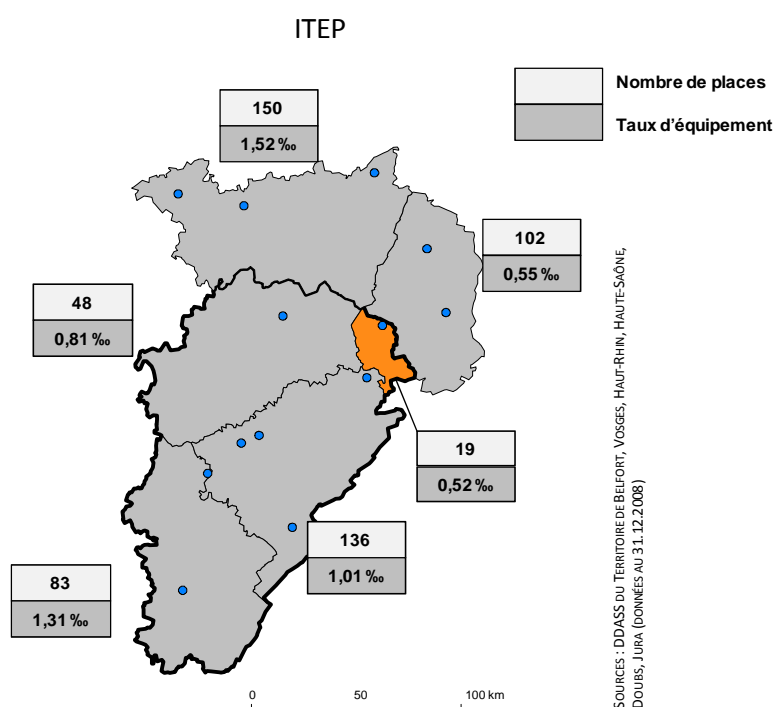 ITEP
Nombre de places
Taux d'équipement
150
1,52 ‰
102
0,55 ‰
48
0,81 ‰
19
0,52 ‰
136
1,01 ‰
83
1,31 ‰
0 50 100 km
SOURCES : DDASS DU TERRITOIRE DE BELFORT, VOSGES, HAUT-RHIN, HAUTE-SAÔNE,
DOUBS, JURA (DONNÉES AU 31.12.2008)